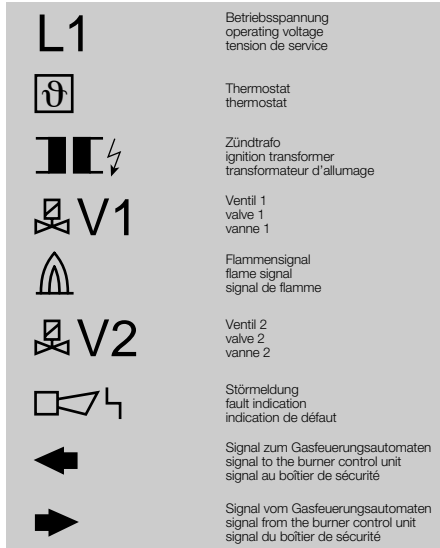 L1
Betriebsspannung
operating voltage
tension de service
ϑ
Thermostat
thermostat
Zündtrafo
ignition transformer
transformateur d'allumage
V1
Ventil 1
valve 1
vanne 1
Flammensignal
flame signal
signal de flamme
V2
Ventil 2
valve 2
vanne 2
Störmeldung
fault indication
indication de défaut
Signal zum Gasfeuerungsautomaten
signal to the burner control unit
signal au boîtier de sécurité
Signal vom Gasfeuerungsautomaten
signal from the burner control unit
signal du boîtier de sécurité